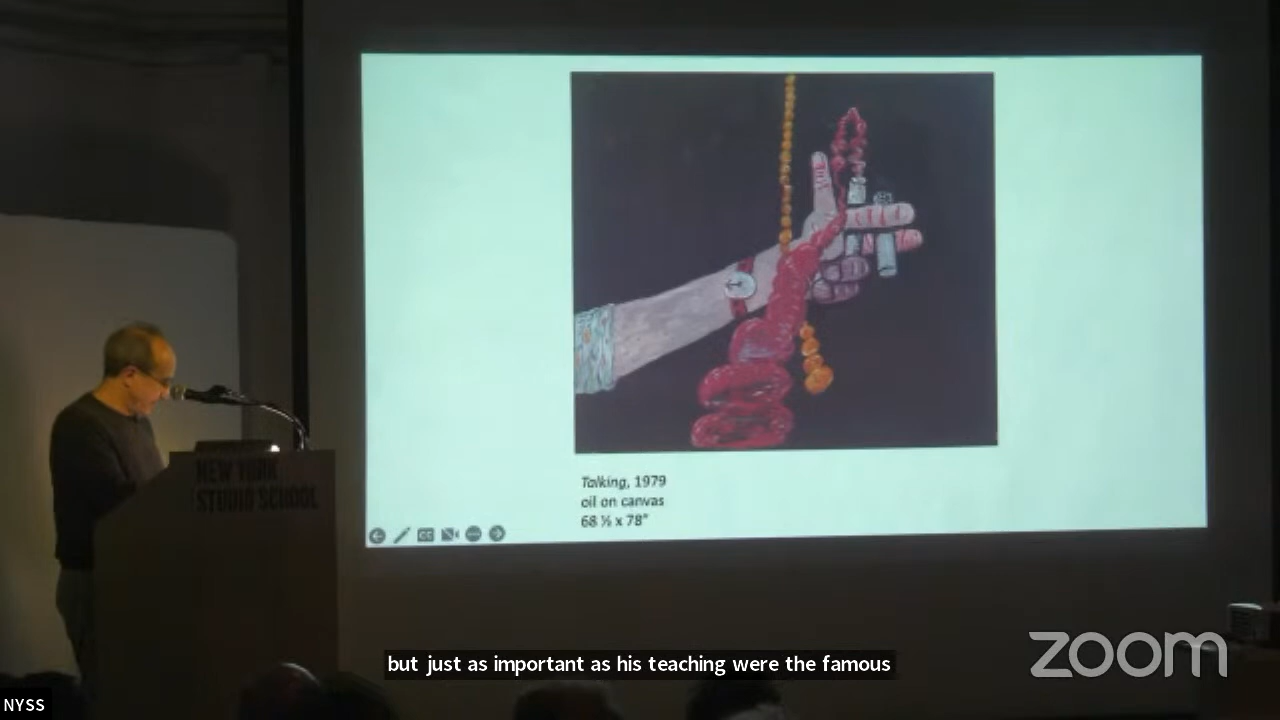 NEW YORK
STUDIO SCHOOL
Talking, 1979
oil on canvas
68 ½ x 78"
CC
but just as important as his teaching were the famous
zoom
NYSS